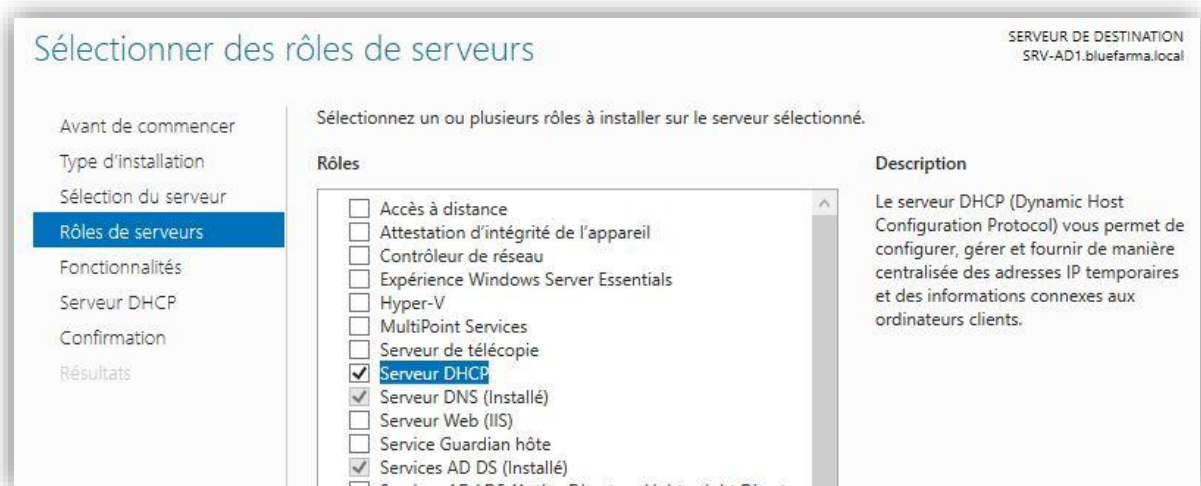 Sélectionner des rôles de serveurs
SERVEUR DE DESTINATION
SRV-AD1.bluefarma.local
Avant de commencer
Type d'installation
Sélection du serveur
Rôles de serveurs
Fonctionnalités
Serveur DHCP
Confirmation
Résultats
Sélectionnez un ou plusieurs rôles à installer sur le serveur sélectionné.
Rôles
Accès à distance
Attestation d'intégrité de l'appareil
Contrôleur de réseau
Expérience Windows Server Essentials
Hyper-V
MultiPoint Services
Serveur de télécopie
Serveur DHCP
Serveur DNS (Installé)
Serveur Web (IIS)
Service Guardian hôte
Services AD DS (Installé)
Description
Le serveur DHCP (Dynamic Host
Configuration Protocol) vous permet de
configurer, gérer et fournir de manière
centralisée des adresses IP temporaires
et des informations connexes aux
ordinateurs clients.